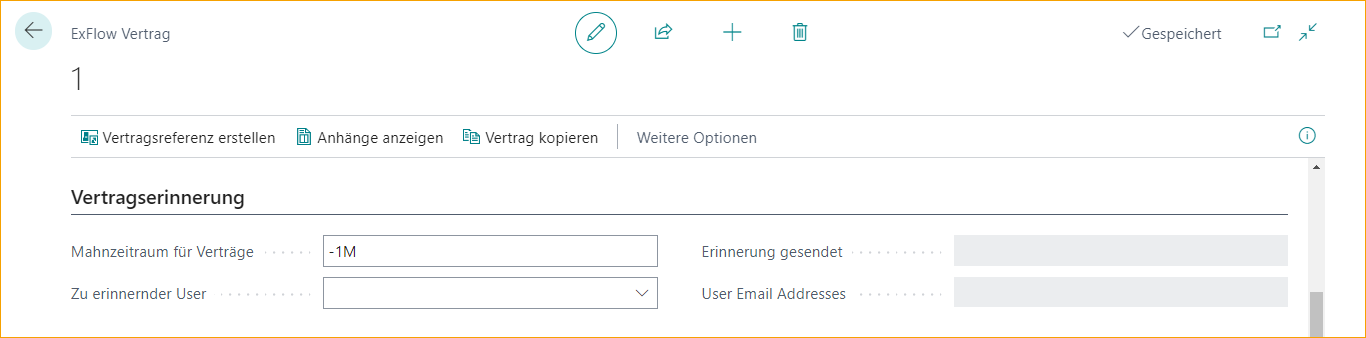 ExFlow Vertrag
Gespeichert
1
Vertragsreferenz erstellen Anhänge anzeigen Vertrag kopieren Weitere Optionen
Vertragserinnerung
Mahnzeitraum für Verträge -1M Erinnerung gesendet
Zu erinnernder User User Email Addresses